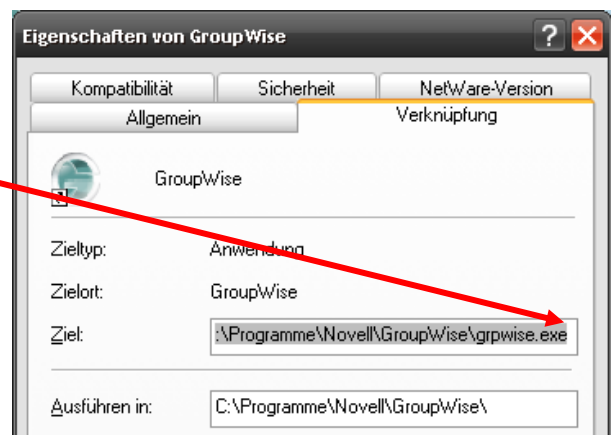 Eigenschaften von GroupWise
Kompatibilität Sicherheit NetWare-Version
Allgemein Verknüpfung
GroupWise
Zieltyp: Anwendung
Zielort: GroupWise
Ziel: :\Programme\Novell\GroupWise\grpwise.exe
Ausführen in: C:\Programme\Novell\GroupWise\